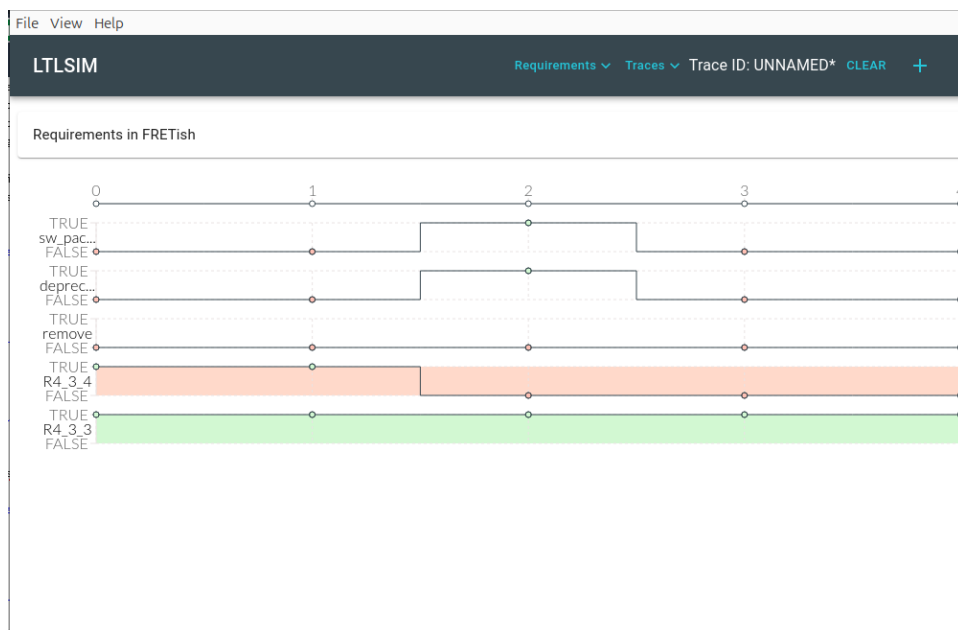 File View Help
LTLSIM Requirements Traces Trace ID: UNNAMED* CLEAR +
Requirements in FRETish
0 1 2 3
TRUE
sw_pac...
FALSE
TRUE
deprec...
FALSE
TRUE
remove
FALSE
TRUE
R4_3_4
FALSE
TRUE
R4_3_3
FALSE